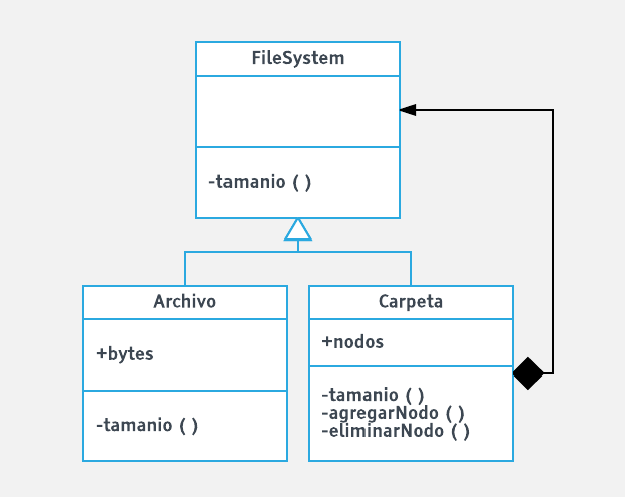 FileSystem
-tamanio ( )
Archivo
+bytes
-tamanio ( )
Carpeta
+nodos
-tamanio ( )
-agregarNodo ( )
-eliminarNodo ( )